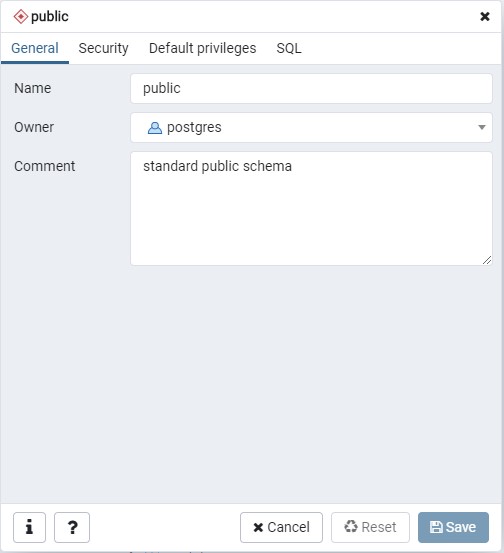 public
General Security Default privileges SQL
Name public
Owner postgres
Comment standard public schema
i ? Cancel Reset Save